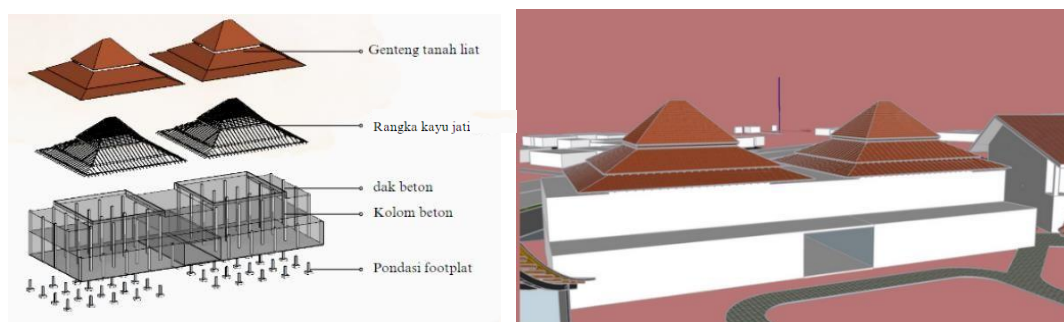 Genteng tanah liat
Rangka kayu jati
dak beton
Kolom beton
Pondasi footplat